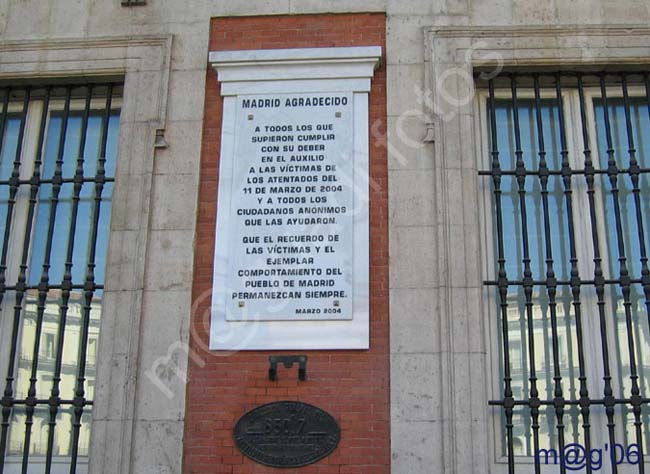 MADRID AGRADECIDO
A TODOS LOS QUE
SUPIERON CUMPLIR
CON SU DEBER
EN EL AUXILIO
A LAS VÍCTIMAS DE
LOS ATENTADOS DEL
11 DE MARZO DE 2004
Y A TODOS LOS
CIUDADANOS ANONIMOS
QUE LAS AYUDARON.
QUE EL RECUERDO DE
LAS VÍCTIMAS Y EL
EJEMPLAR
COMPORTAMIENTO DEL
PUEBLO DE MADRID
PERMANEZCAN SIEMPRE.
MARZO 2004
m@g'06